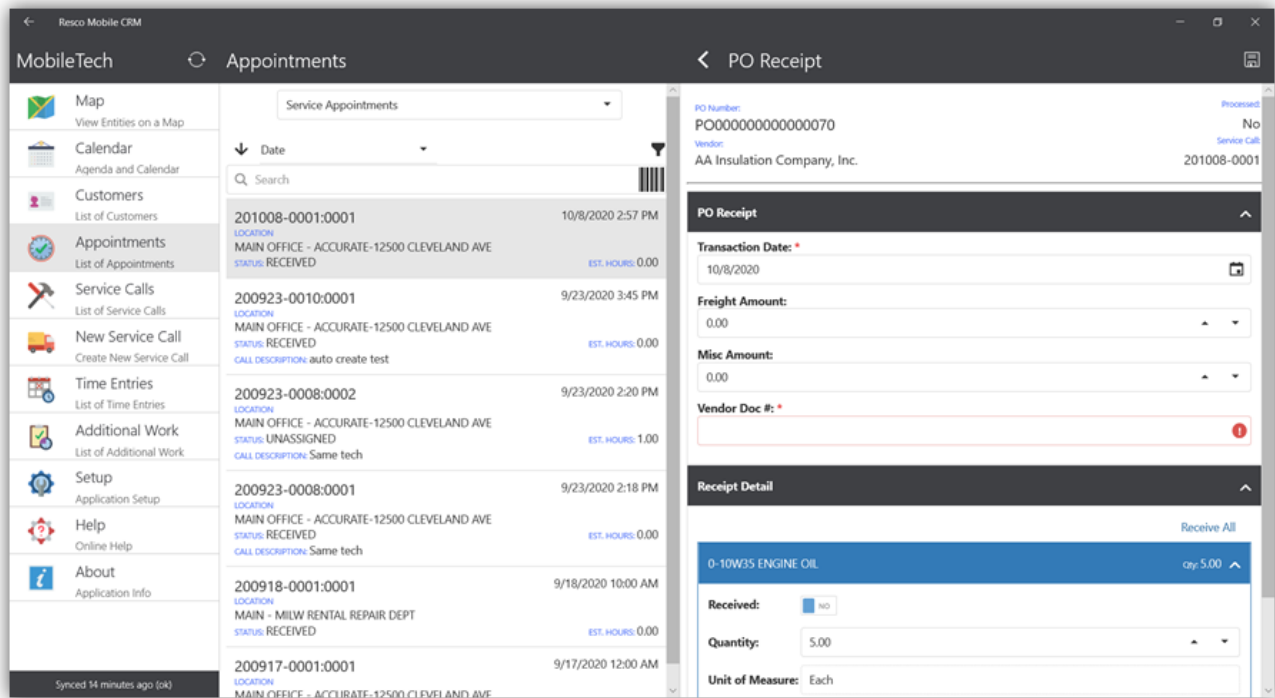 Resco Mobile CRM
MobileTech
Map
View Entities on a Map
Calendar
Agenda and Calendar
Customers
List of Customers
Appointments
List of Appointments
Service Calls
List of Service Calls
New Service Call
Create New Service Call
Time Entries
List of Time Entries
Additional Work
List of Additional Work
Setup
Application Setup
Help
Online Help
About
Application Info
Synced 14 minutes ago (ok)
Appointments
Service Appointments
Date
Search
201008-0001:0001 10/8/2020 2:57 PM
LOCATION
MAIN OFFICE - ACCURATE-12500 CLEVELAND AVE
STATUS: RECEIVED EST. HOURS: 0.00
200923-0010:0001 9/23/2020 3:45 PM
LOCATION
MAIN OFFICE - ACCURATE-12500 CLEVELAND AVE
STATUS: RECEIVED EST. HOURS: 0.00
CALL DESCRIPTION: auto create test
200923-0008:0002 9/23/2020 2:20 PM
LOCATION
MAIN OFFICE - ACCURATE-12500 CLEVELAND AVE
STATUS: UNASSIGNED EST. HOURS: 1.00
CALL DESCRIPTION: Same tech
200923-0008:0001 9/23/2020 2:18 PM
LOCATION
MAIN OFFICE - ACCURATE-12500 CLEVELAND AVE
STATUS: RECEIVED EST. HOURS: 0.00
CALL DESCRIPTION: Same tech
200918-0001:0001 9/18/2020 10:00 AM
LOCATION
MAIN - MILW RENTAL REPAIR DEPT
STATUS: RECEIVED EST. HOURS: 0.00
200917-0001:0001 9/17/2020 12:00 AM
LOCATION
MAIN OFFICE - ACCURATE-12500 CLEVELAND AVE
PO Receipt
PO Number: Processed:
PO000000000000070 No
Vendor: Service Call:
AA Insulation Company, Inc. 201008-0001
PO Receipt
Transaction Date: *
10/8/2020
Freight Amount:
0.00
Misc Amount:
0.00
Vendor Doc #: *
Receipt Detail
Receive All
0-10W35 ENGINE OIL Qty: 5.00
Received: NO
Quantity: 5.00
Unit of Measure: Each